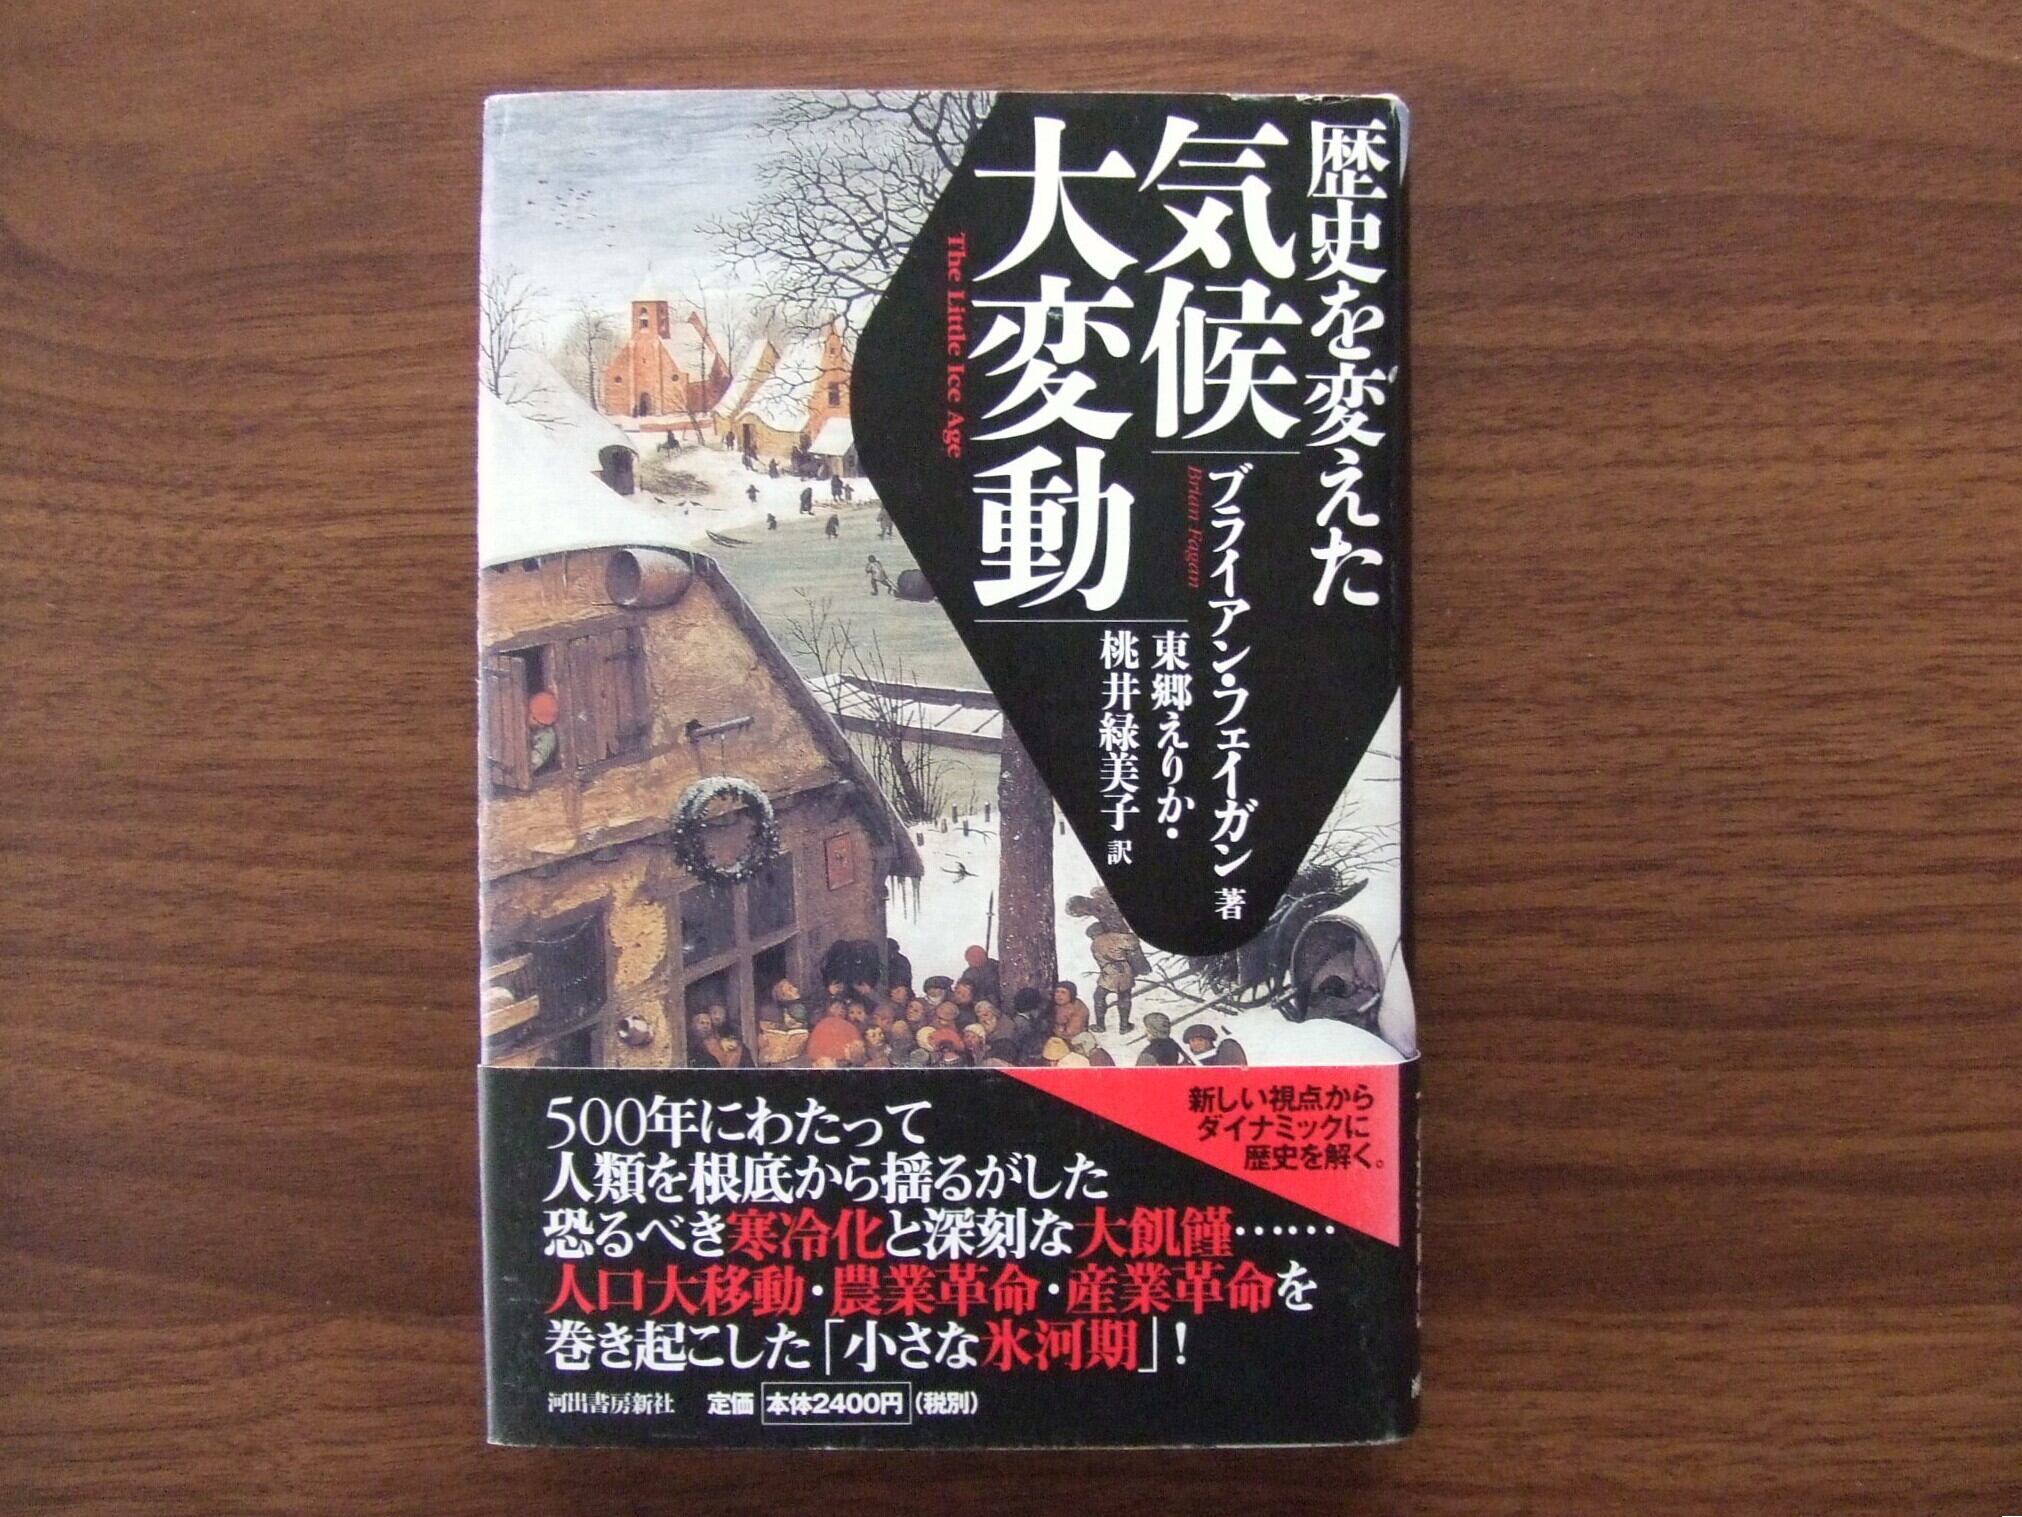 歴史を変えた
気候
大変動
The Little Ice Age
ブライアン・フェイガン 著
Brian Fagan
東郷えりか・
桃井緑美子 訳
新しい視点から
ダイナミックに
歴史を解く。
500年にわたって
人類を根底から揺るがした
恐るべき寒冷化と深刻な大飢饉……
人口大移動・農業革命・産業革命を
巻き起こした「小さな氷河期」!
河出書房新社 定価 本体2400円(税別)